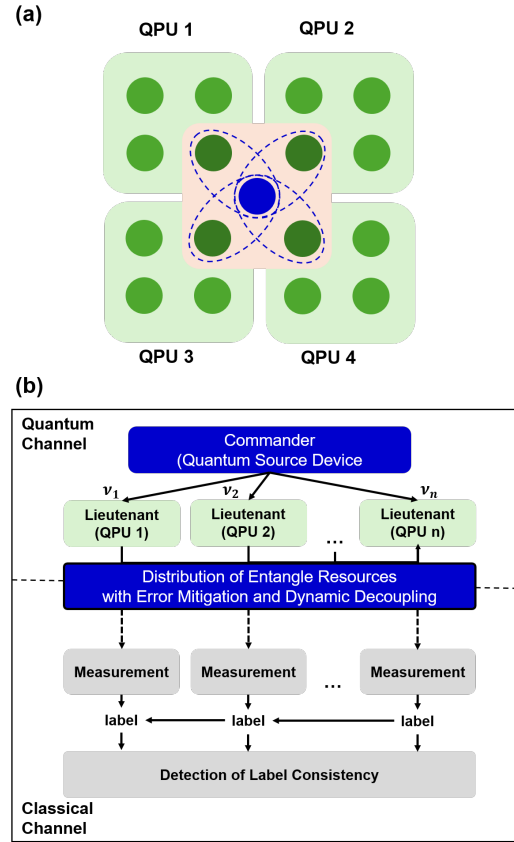 (a)
QPU 1
QPU 2
QPU 3
QPU 4
(b)
Quantum
Channel
Commander
(Quantum Source Device
𝝂₁
𝝂₂
𝝂ₙ
Lieutenant
(QPU 1)
Lieutenant
(QPU 2)
...
Lieutenant
(QPU n)
Distribution of Entangle Resources
with Error Mitigation and Dynamic Decoupling
Measurement
Measurement
...
Measurement
label
label
label
Detection of Label Consistency
Classical
Channel